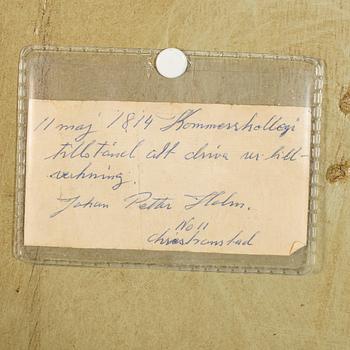 11 maj 1814 Kommerskollegi
tillstånd att driva ur till-
verkning.
Johan Petter Holm.
No 11
Christianstad